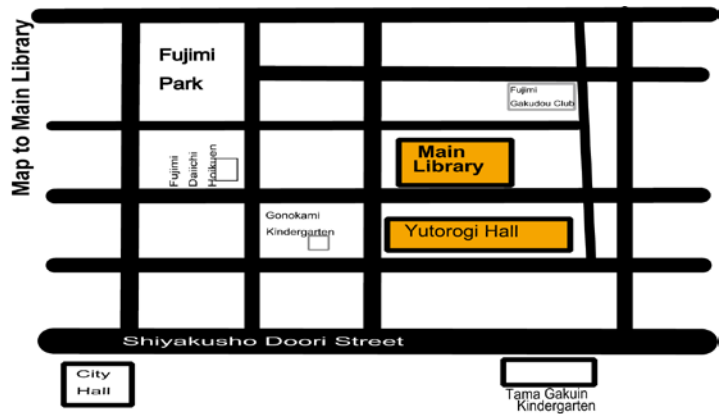 Map to Main Library
Fujimi
Park
Fujimi
Gakudou Club
Main
Library
Fujimi
Daiichi
Hoikuen
Gonokami
Kindergarten
Yutorogi Hall
Shiyakusho Doori Street
City
Hall
Tama Gakuin
Kindergarten